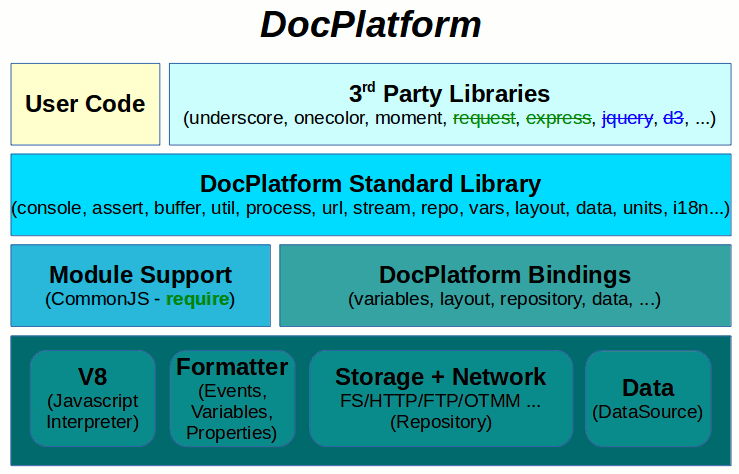 DocPlatform
User Code
3rd Party Libraries
(underscore, onecolor, moment, request, express, jquery, d3, ...)
DocPlatform Standard Library
(console, assert, buffer, util, process, url, stream, repo, vars, layout, data, units, i18n...)
Module Support
(CommonJS - require)
DocPlatform Bindings
(variables, layout, repository, data, ...)
V8
(Javascript
Interpreter)
Formatter
(Events,
Variables,
Properties)
Storage + Network
FS/HTTP/FTP/OTMM ...
(Repository)
Data
(DataSource)